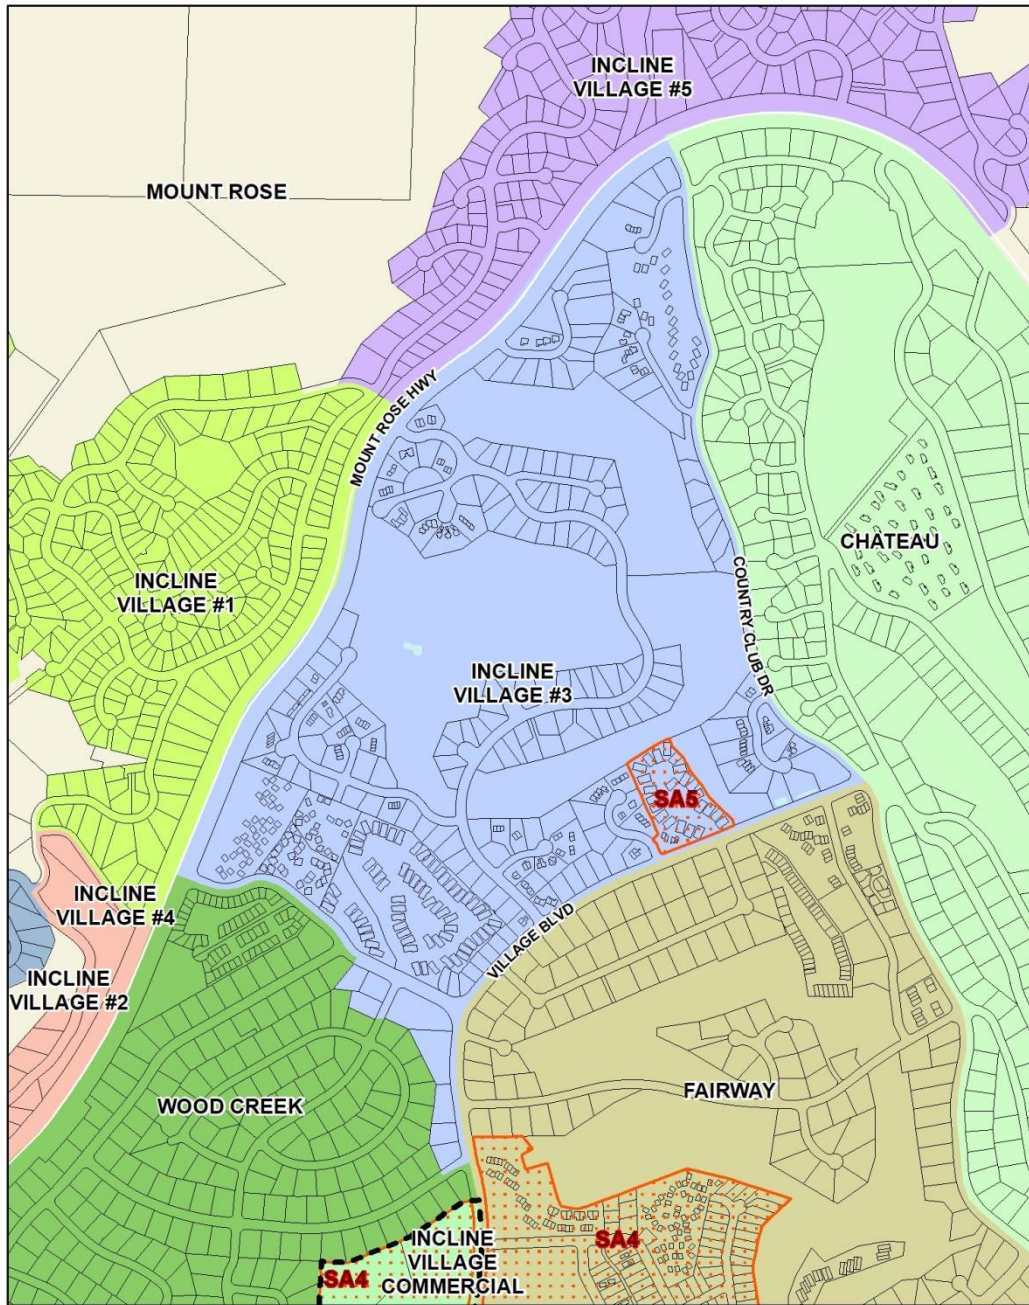 INCLINE
VILLAGE #5
MOUNT ROSE
MOUNT ROSE HWY
CHATEAU
INCLINE
VILLAGE #1
COUNTRY CLUB DR
INCLINE
VILLAGE #3
SA5
INCLINE
VILLAGE #4
VILLAGE BLVD
INCLINE
VILLAGE #2
FAIRWAY
WOOD CREEK
INCLINE
VILLAGE
COMMERCIAL
SA4
SA4